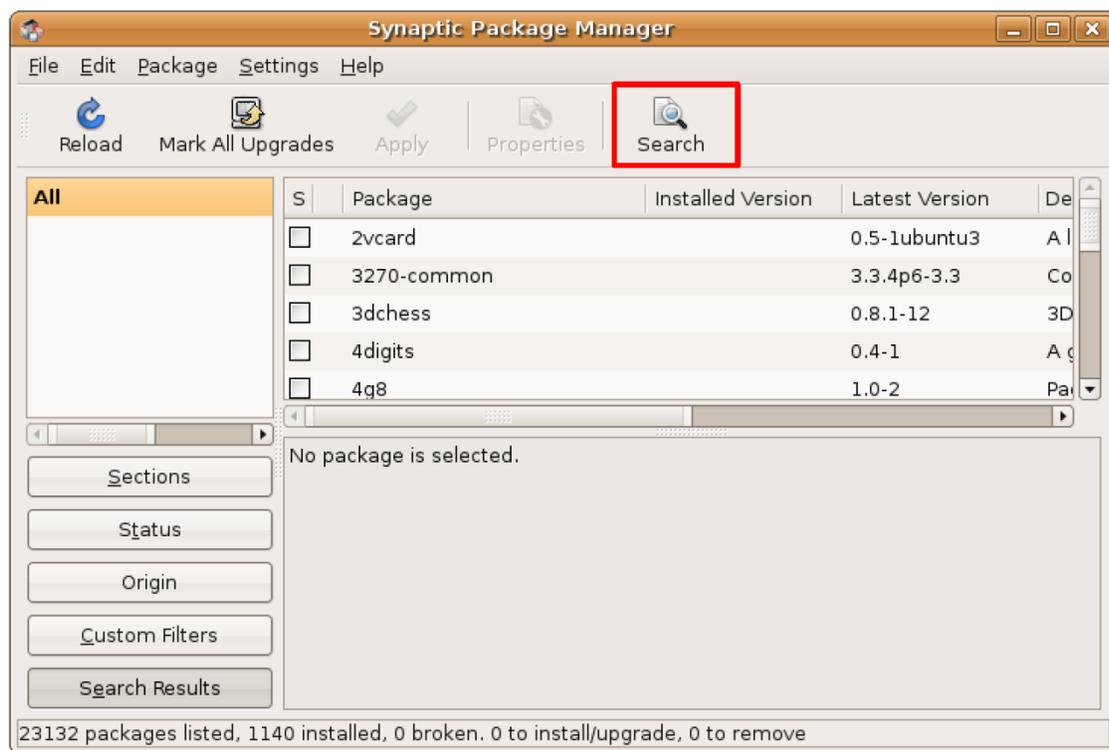 Synaptic Package Manager
File Edit Package Settings Help
Reload Mark All Upgrades Apply Properties Search
All
S Package Installed Version Latest Version De
2vcard 0.5-1ubuntu3 A l
3270-common 3.3.4p6-3.3 Co
3dchess 0.8.1-12 3D
4digits 0.4-1 A g
4g8 1.0-2 Pa
No package is selected.
Sections
Status
Origin
Custom Filters
Search Results
23132 packages listed, 1140 installed, 0 broken. 0 to install/upgrade, 0 to remove